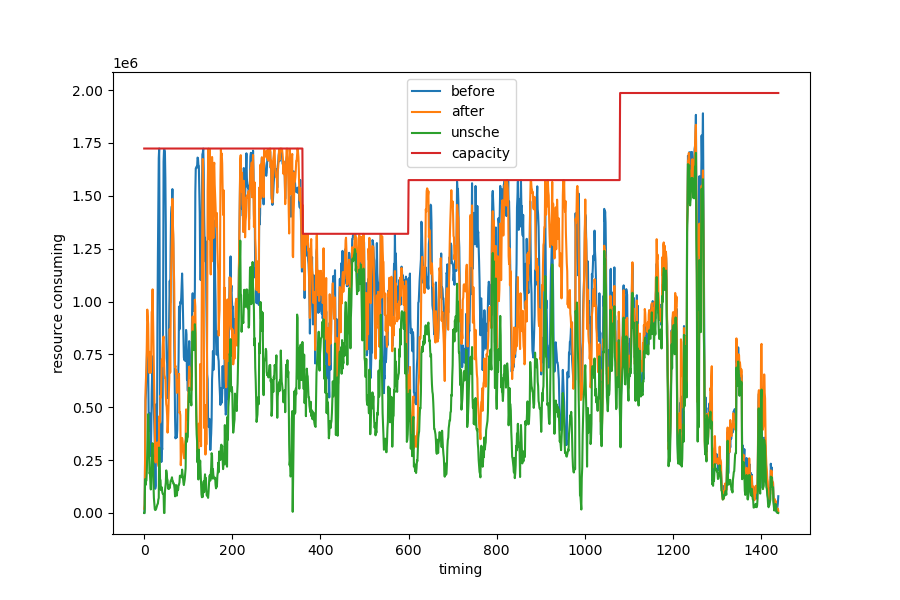 1e6
2.00
1.75
1.50
1.25
1.00
0.75
0.50
0.25
0.00
resource consuming
before
after
unsche
capacity
0 200 400 600 800 1000 1200 1400
timing